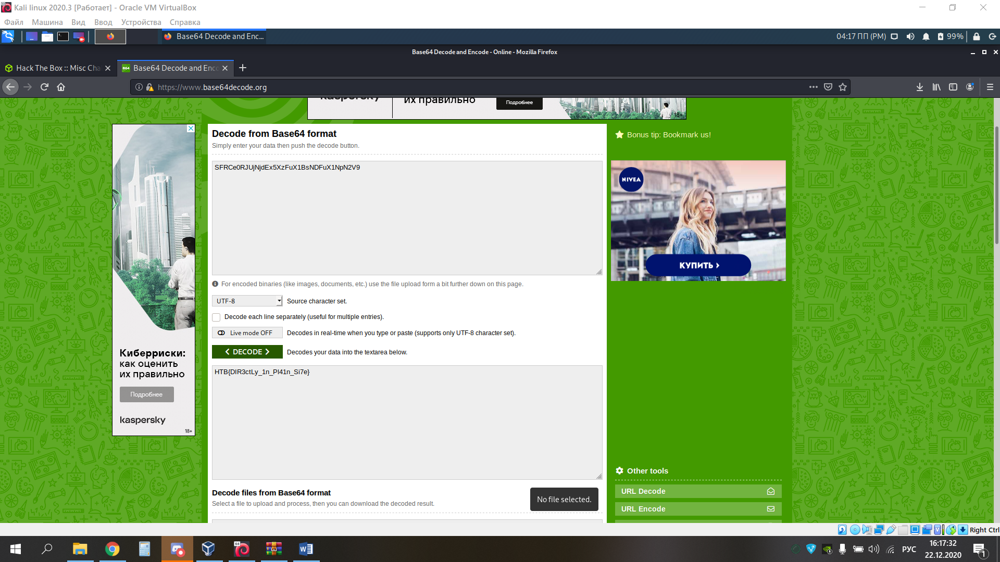 Kali linux 2020.3 [Работает] - Oracle VM VirtualBox
Файл Машина Вид Ввод Устройства Справка
Base64 Decode and Enc...
04:17 ПП (PM)
99%
Base64 Decode and Encode - Online - Mozilla Firefox
Hack The Box :: Misc Cha
Base64 Decode and Enco
https://www.base64decode.org
kaspersky
их правильно
Подробнее
18+
Decode from Base64 format
Simply enter your data then push the decode button.
Bonus tip: Bookmark us!
SFRCe0RJUjNjdEx5XzFuX1BsNDFuX1NpN2V9
NIVEA
КУПИТЬ
For encoded binaries (like images, documents, etc.) use the file upload form a bit further down on this page.
UTF-8
Source character set.
Decode each line separately (useful for multiple entries).
Live mode OFF
Decodes in real-time when you type or paste (supports only UTF-8 character set).
DECODE
Decodes your data into the textarea below.
HTB{DIR3ctLy_1n_Pl41n_Si7e}
Киберриски:
как оценить
их правильно
Подробнее
kaspersky
18+
Other tools
URL Decode
URL Encode
Decode files from Base64 format
Select a file to upload and process, then you can download the decoded result.
No file selected.
Right Ctrl
РУС
16:17:32
22.12.2020
1